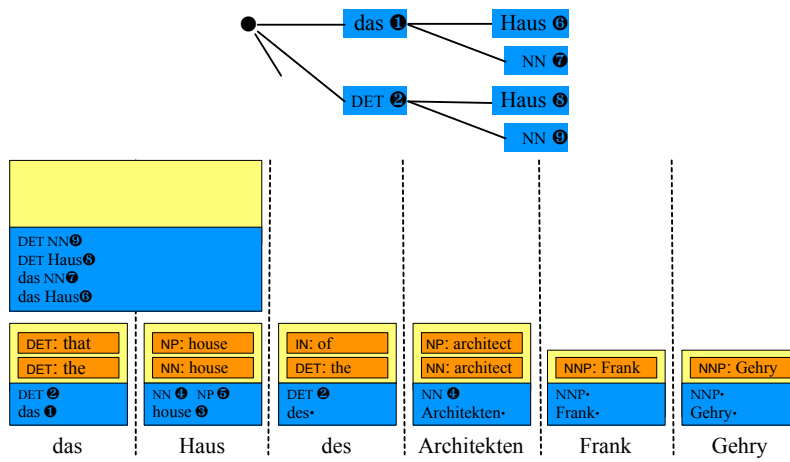 das ❶ Haus ❻
NN ❼
DET ❷ Haus ❽
NN ❾
DET NN❾
DET Haus❽
das NN❼
das Haus❻
DET: that NP: house IN: of NP: architect
DET: the NN: house DET: the NN: architect NNP: Frank NNP: Gehry
DET ❷ NN ❹ NP ❺ DET ❷ NN ❹ NNP• NNP•
das ❶ house ❸ des• Architekten• Frank• Gehry•
das Haus des Architekten Frank Gehry